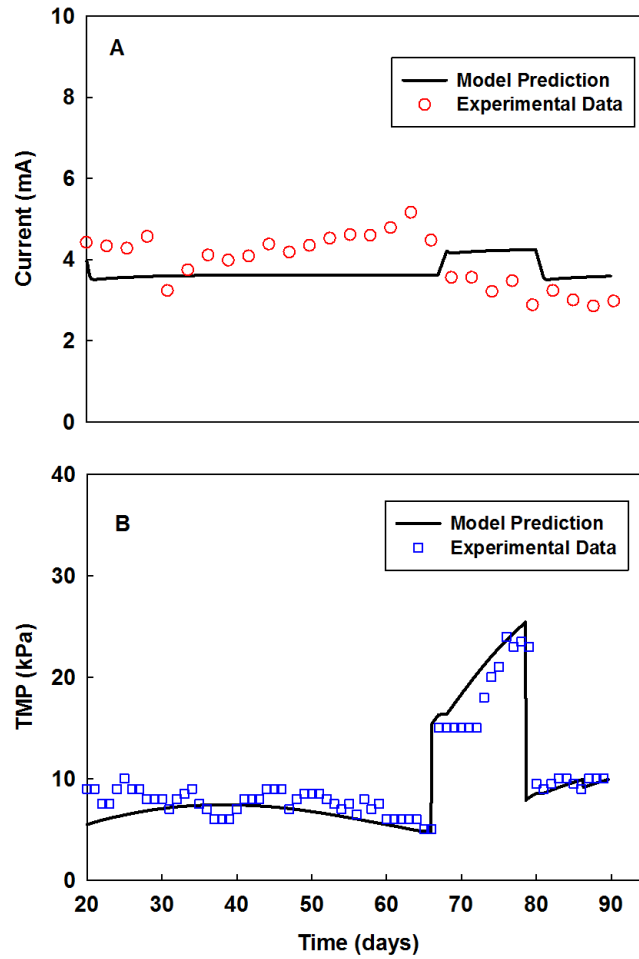 10
A
Model Prediction
Experimental Data
8
6
Current (mA)
4
2
0
40
B
Model Prediction
Experimental Data
30
TMP (kPa)
20
10
0
20 30 40 50 60 70 80 90
Time (days)